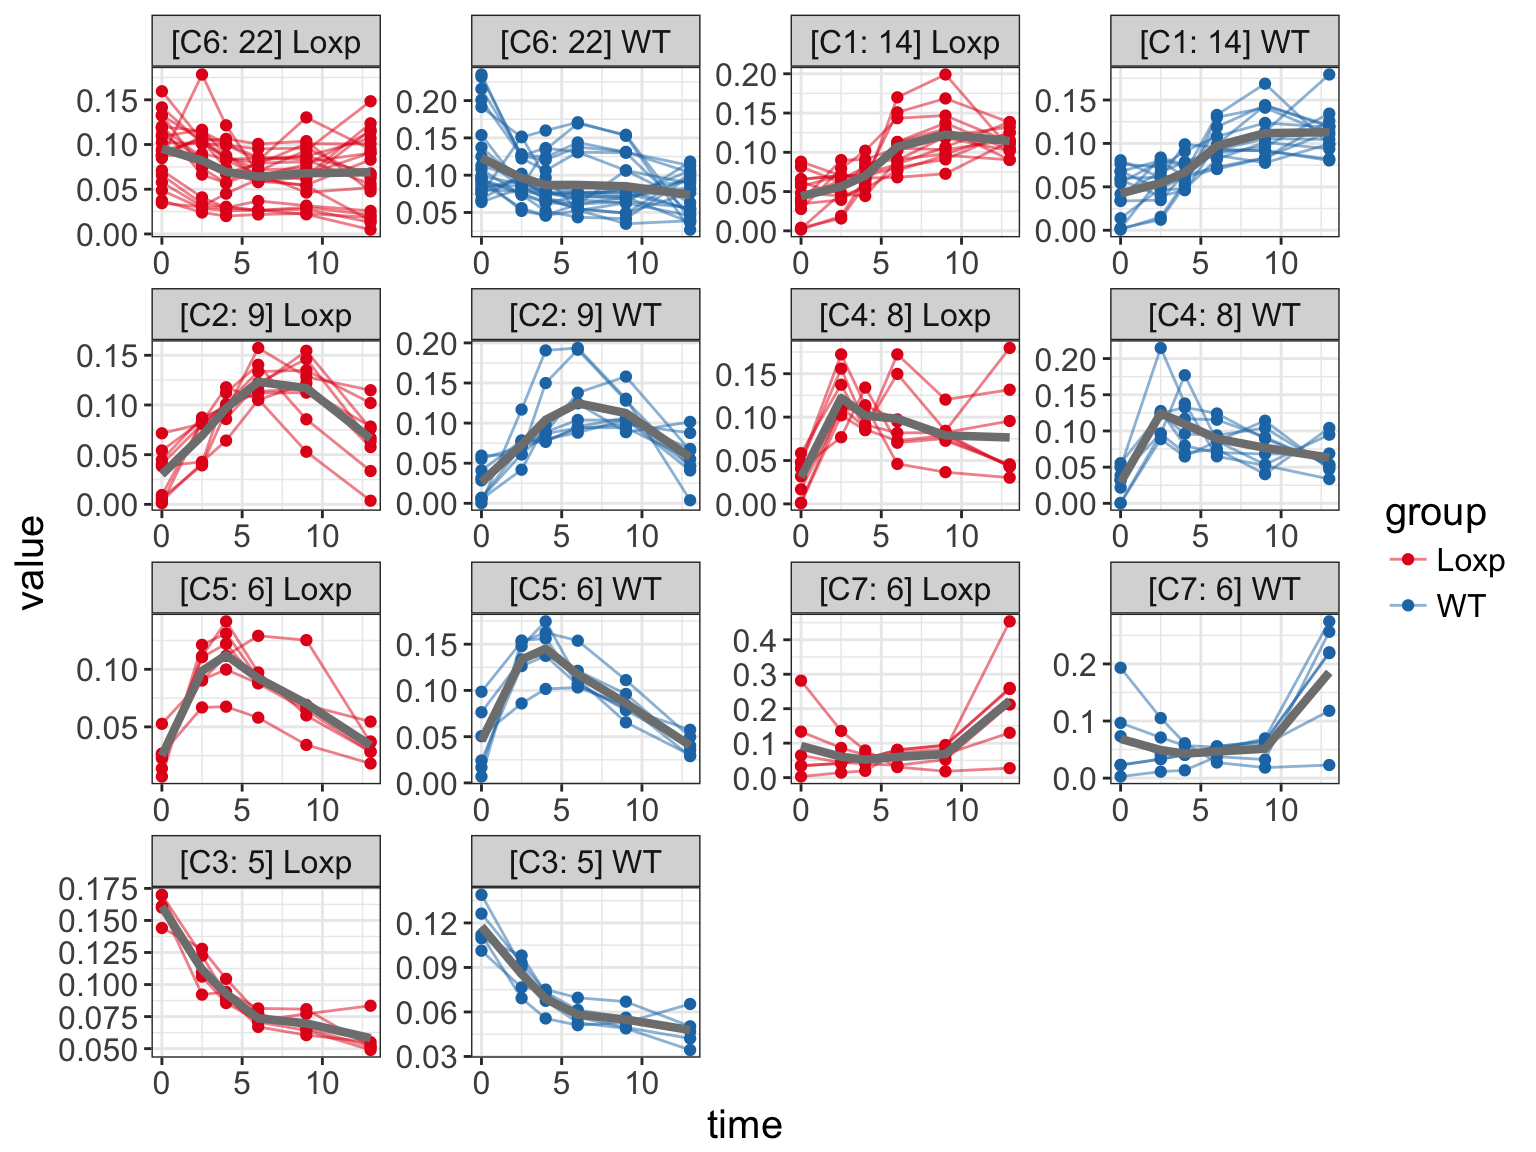 [C6: 22] Loxp [C6: 22] WT [C1: 14] Loxp [C1: 14] WT
0.15 0.10 0.05 0.00
0.20 0.15 0.10 0.05
0.20 0.15 0.10 0.05 0.00
0.15 0.10 0.05 0.00
0 5 10 0 5 10 0 5 10 0 5 10
[C2: 9] Loxp [C2: 9] WT [C4: 8] Loxp [C4: 8] WT
0.15 0.10 0.05 0.00
0.20 0.15 0.10 0.05 0.00
0.15 0.10 0.05 0.00
0.20 0.15 0.10 0.05 0.00
0 5 10 0 5 10 0 5 10 0 5 10
[C5: 6] Loxp [C5: 6] WT [C7: 6] Loxp [C7: 6] WT
0.10 0.05
0.15 0.10 0.05 0.00
0.4 0.3 0.2 0.1 0.0
0.2 0.1 0.0
0 5 10 0 5 10 0 5 10 0 5 10
[C3: 5] Loxp [C3: 5] WT
0.175 0.150 0.125 0.100 0.075 0.050
0.12 0.09 0.06 0.03
0 5 10 0 5 10
value
time
group
Loxp
WT